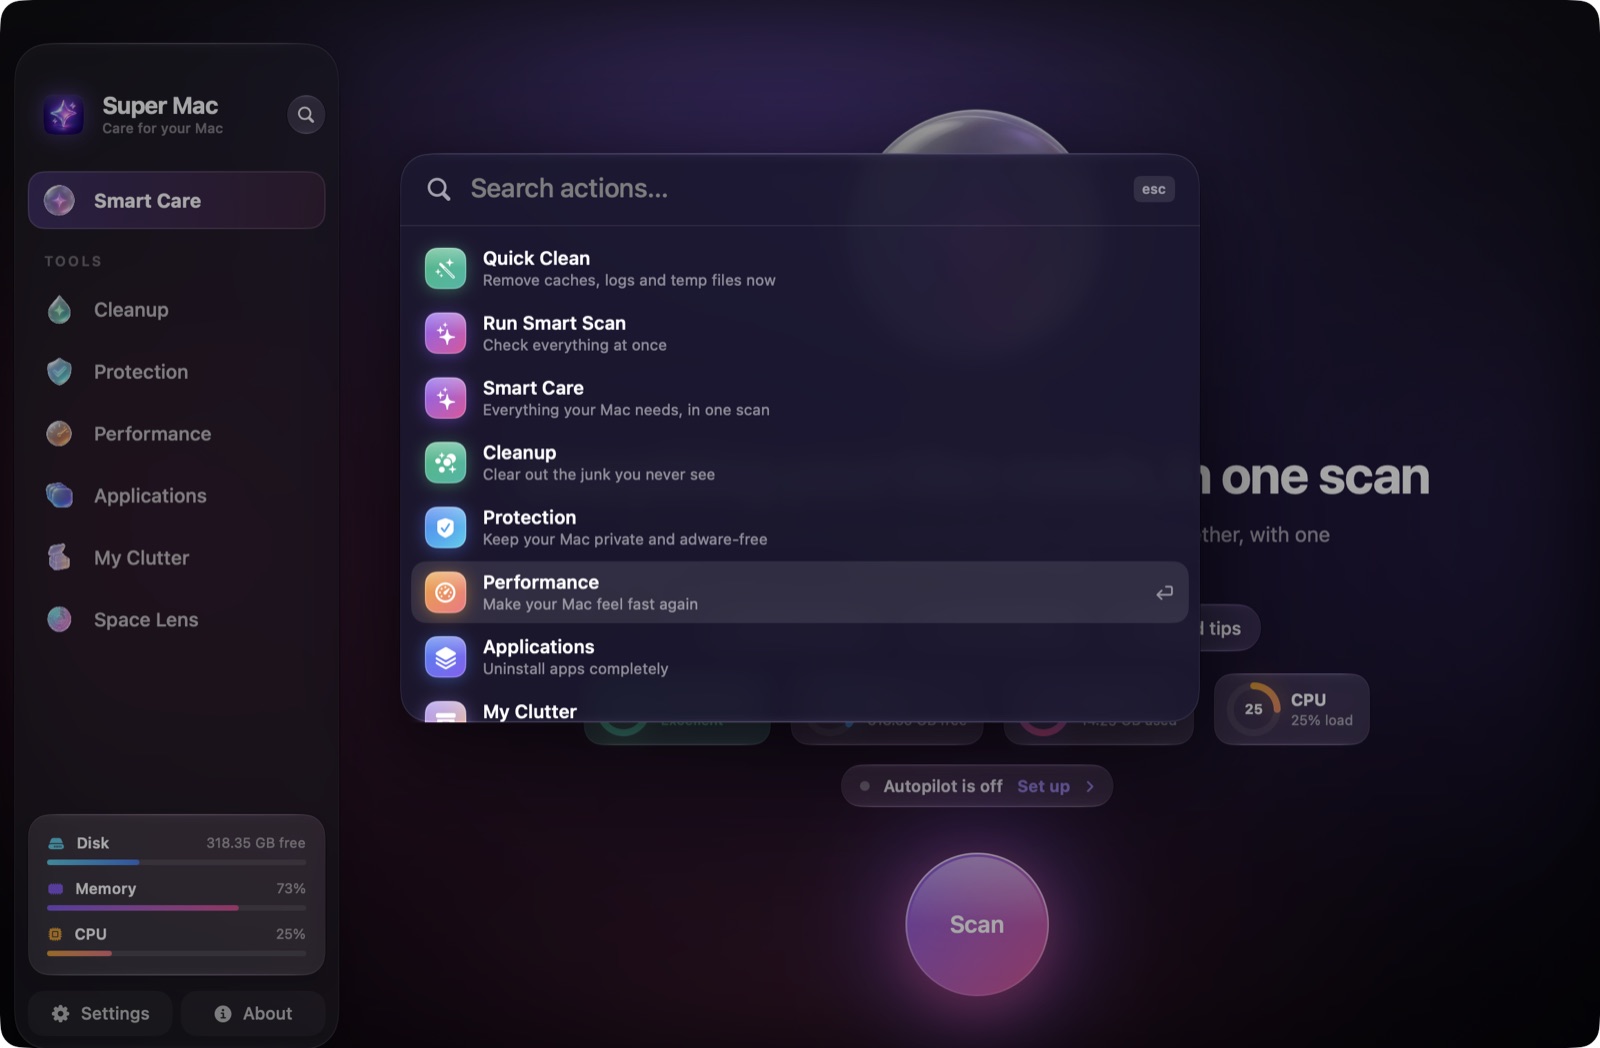 Super Mac
Care for your Mac
Smart Care
TOOLS
Cleanup
Protection
Performance
Applications
My Clutter
Space Lens
Disk
318.35 GB free
Memory
73%
CPU
25%
Settings
About
Search actions...
esc
Quick Clean
Remove caches, logs and temp files now
Run Smart Scan
Check everything at once
Smart Care
Everything your Mac needs, in one scan
Cleanup
Clear out the junk you never see
Protection
Keep your Mac private and adware-free
Performance
Make your Mac feel fast again
Applications
Uninstall apps completely
My Clutter
one scan
with one
tips
25
CPU
25% load
Autopilot is off
Set up
Scan